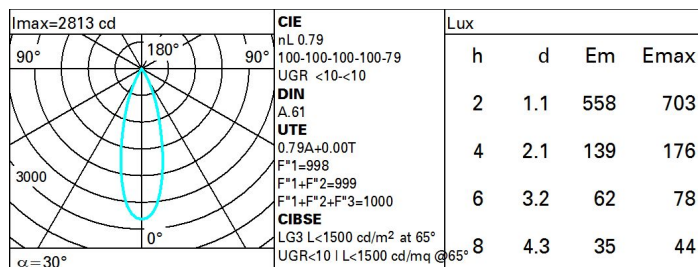 Imax=2813 cd
90°
180°
90°
3000
0°
α=30°
CIE
nL 0.79
100-100-100-100-79
UGR <10-<10
DIN
A.61
UTE
0.79A+0.00T
F"1=998
F"1+F"2=999
F"1+F"2+F"3=1000
CIBSE
LG3 L<1500 cd/m² at 65°
UGR<10 | L<1500 cd/mq @65°
Lux
h d Em Emax
2 1.1 558 703
4 2.1 139 176
6 3.2 62 78
8 4.3 35 44